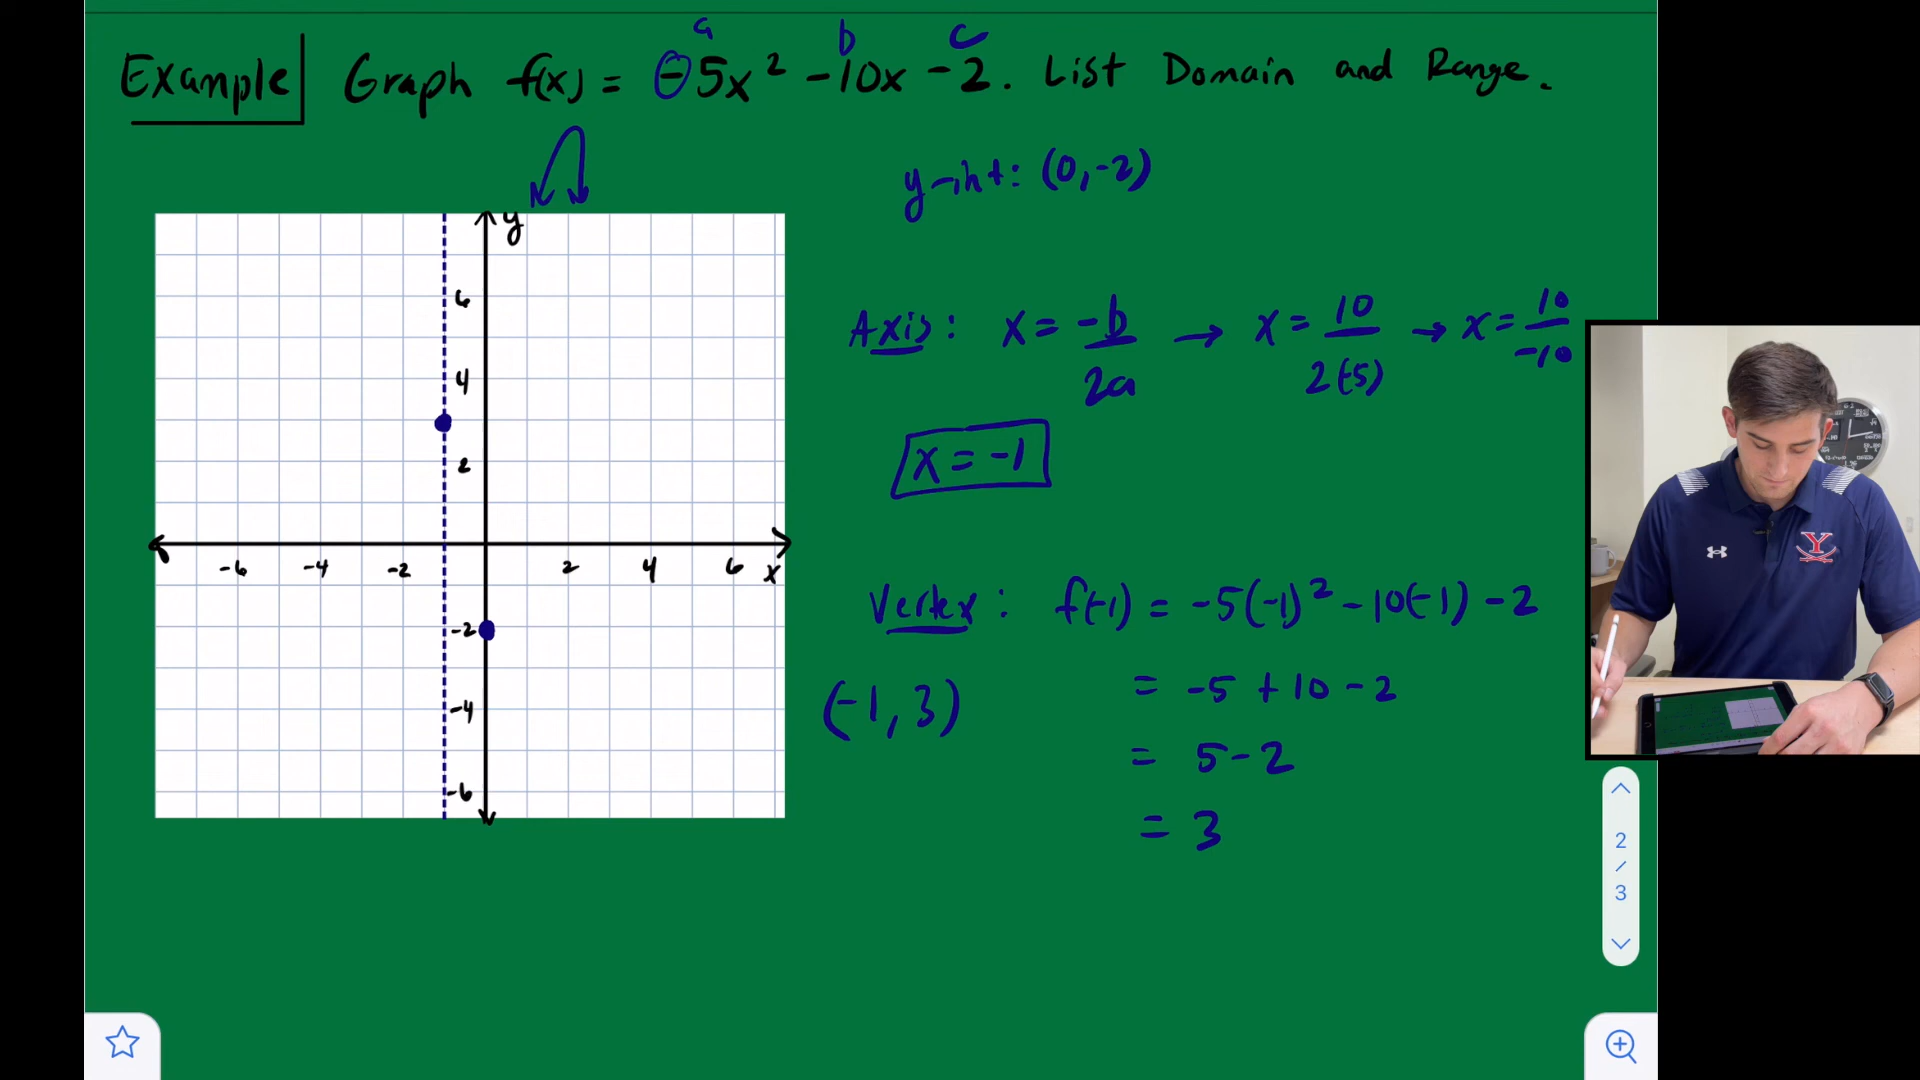 a b c
Example Graph f(x) = -5x² -10x -2. List Domain and Range.
y-int: (0,-2)
y
6
4
2
-6 -4 -2 2 4 6 x
-2
-4
-6
Axis: x = -b/2a → x = 10/2(-5) → x = 10/-10
x = -1
Vertex: f(-1) = -5(-1)² -10(-1) -2
(-1,3)
= -5 +10 -2
= 5-2
= 3
Y
2
/
3